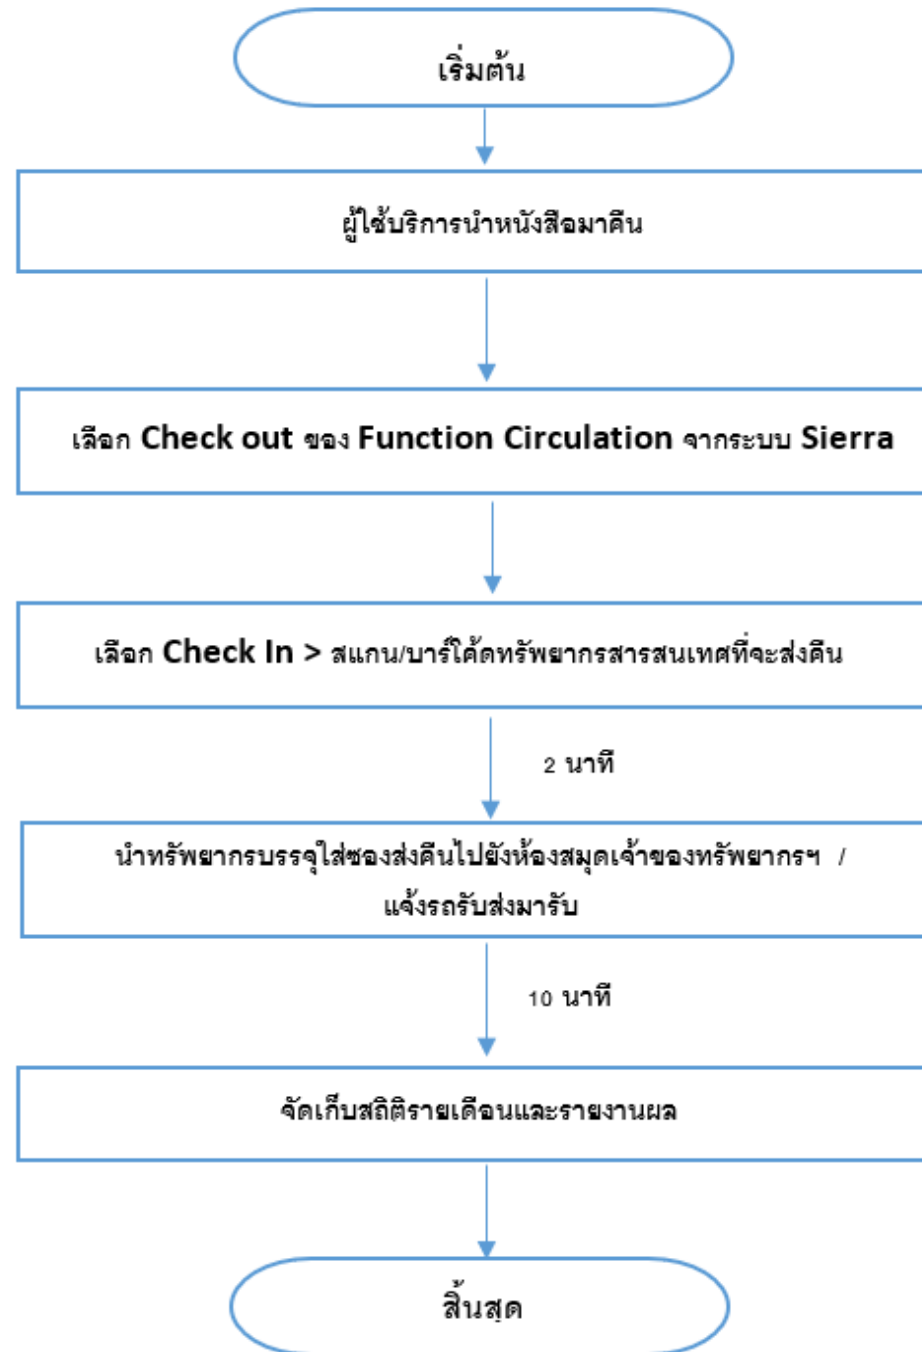 เริ่มต้น
ผู้ใช้บริการนำหนังสือมาคืน
เลือก Check out ของ Function Circulation จากระบบ Sierra
เลือก Check In > สแกน/บาร์โค้ดทรัพยากรสารสนเทศที่จะส่งคืน
2 นาที
นำทรัพยากรบรรจุใส่ซองส่งคืนไปยังห้องสมุดเจ้าของทรัพยากรฯ /
แจ้งรถรับส่งมารับ
10 นาที
จัดเก็บสถิติรายเดือนและรายงานผล
สิ้นสุด